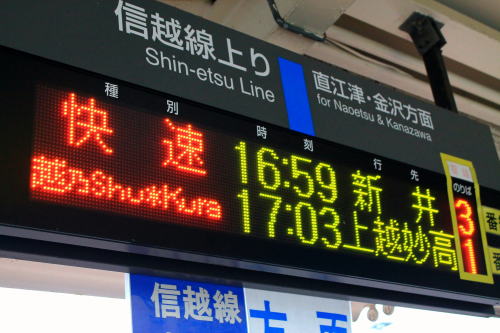 信越線上り
Shin-etsu Line
直江津・金沢方面
for Naoetsu & Kanazawa
種別 時刻 行先 のりば
快速 16:59 新井 3 番
越乃Shu*Kura 17:03 上越妙高 1 番
信越線